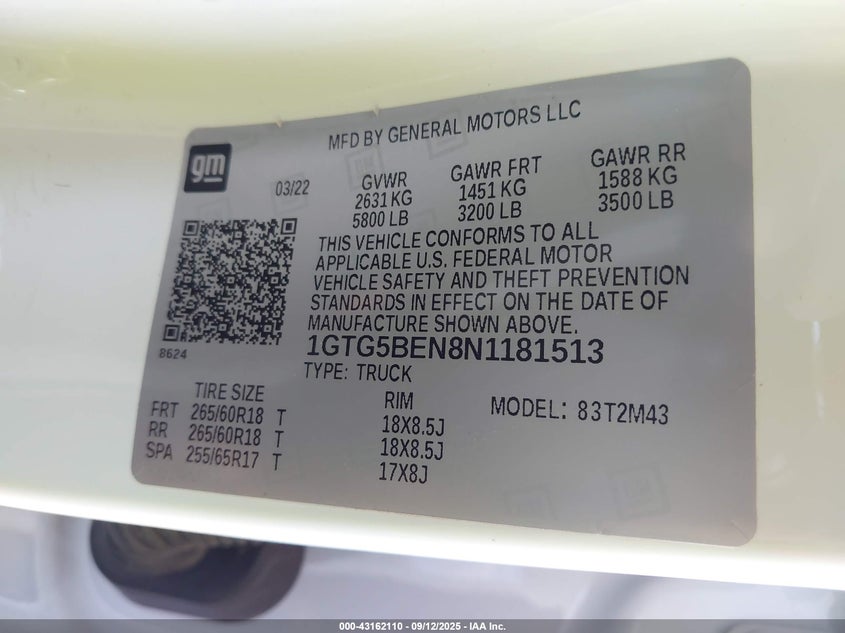 MFD BY GENERAL MOTORS LLC
gm
03/22
GVWR
2631 KG
5800 LB
GAWR FRT
1451 KG
3200 LB
GAWR RR
1588 KG
3500 LB
THIS VEHICLE CONFORMS TO ALL
APPLICABLE U.S. FEDERAL MOTOR
VEHICLE SAFETY AND THEFT PREVENTION
STANDARDS IN EFFECT ON THE DATE OF
MANUFACTURE SHOWN ABOVE.
8624
1GTG5BEN8N1181513
TYPE: TRUCK
TIRE SIZE
FRT 265/60R18 T
RR 265/60R18 T
SPA 255/65R17 T
RIM
18X8.5J
18X8.5J
17X8J
MODEL: 83T2M43
000-43162110 - 09/12/2025 - IAA Inc.